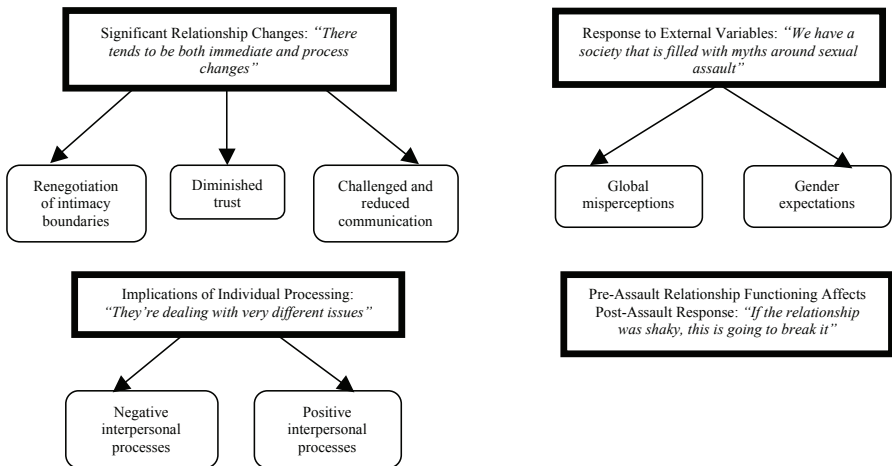 Significant Relationship Changes: “There
tends to be both immediate and process
changes”
Response to External Variables: “We have a
society that is filled with myths around sexual
assault”
Renegotiation
of intimacy
boundaries
Diminished
trust
Challenged and
reduced
communication
Global
misperceptions
Gender
expectations
Implications of Individual Processing:
“They’re dealing with very different issues”
Pre-Assault Relationship Functioning Affects
Post-Assault Response: “If the relationship
was shaky, this is going to break it”
Negative
interpersonal
processes
Positive
interpersonal
processes